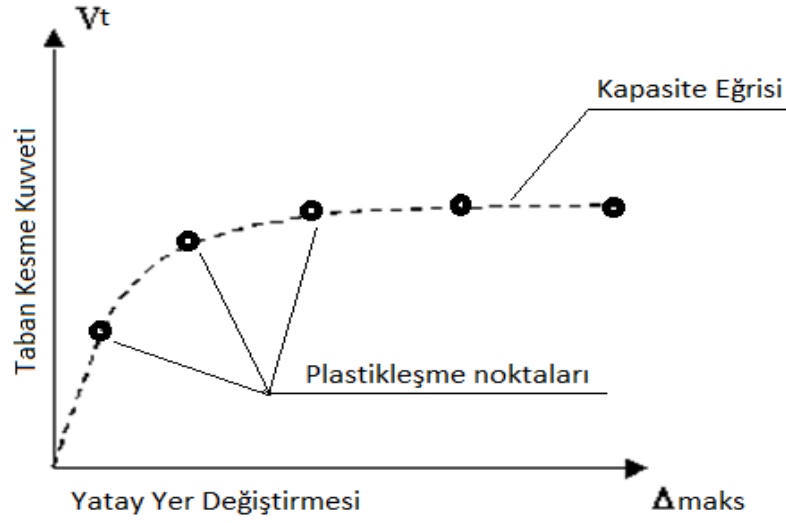 Vt
Kapasite Eğrisi
Taban Kesme Kuvveti
Plastikleşme noktaları
Yatay Yer Değiştirmesi
Δmaks